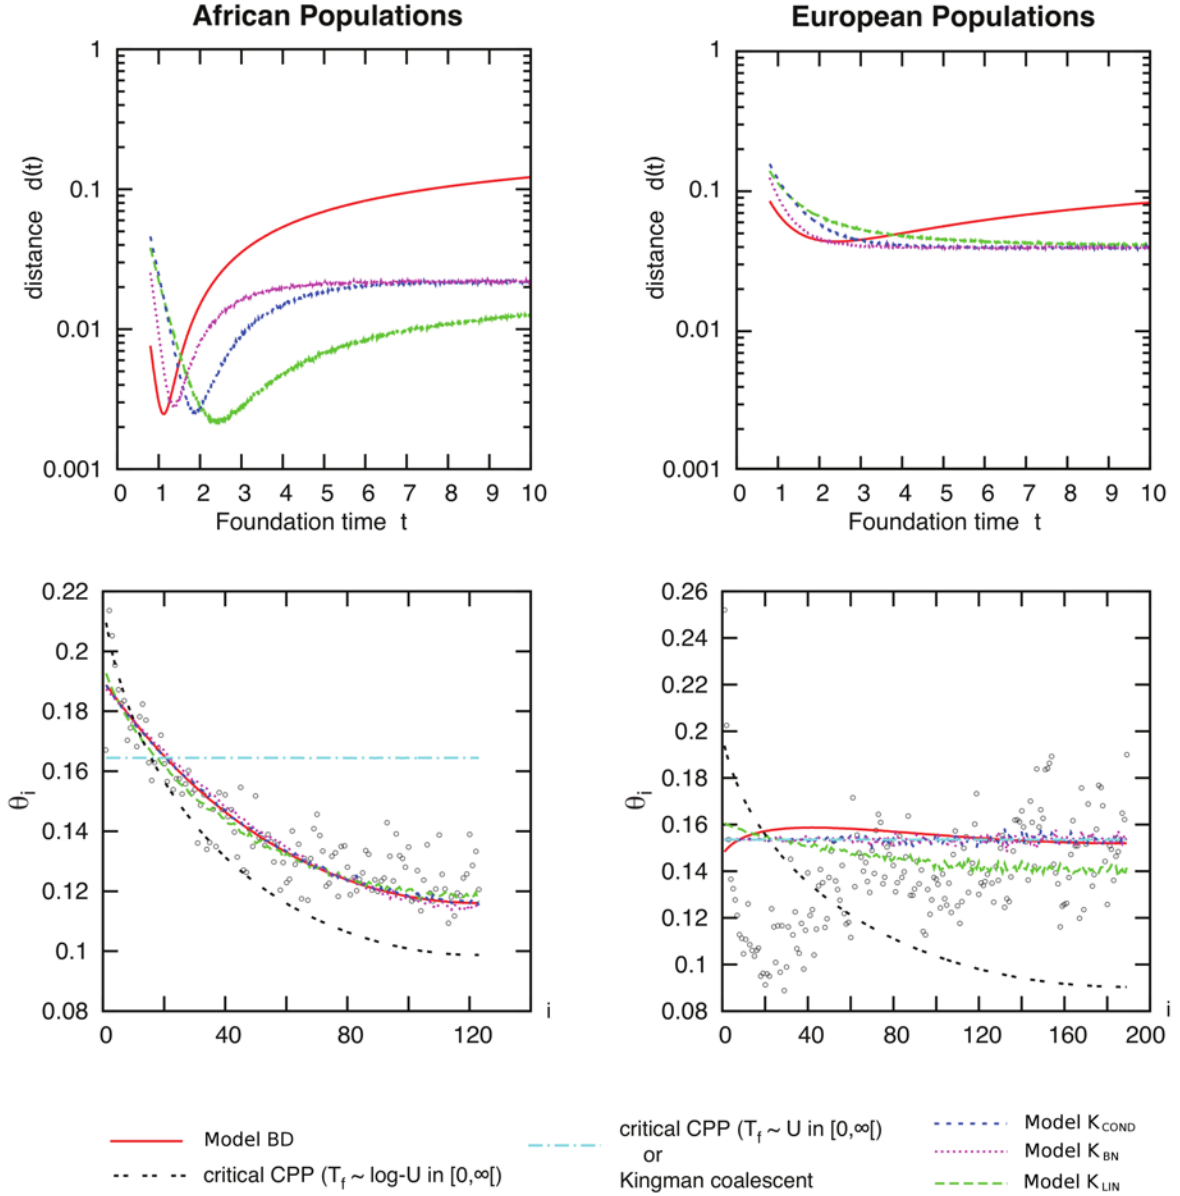 African Populations
European Populations
1
0.1
0.01
0.001
distance d(t)
0 1 2 3 4 5 6 7 8 9 10
Foundation time t
1
0.1
0.01
0.001
distance d(t)
0 1 2 3 4 5 6 7 8 9 10
Foundation time t
0.22
0.2
0.18
0.16
0.14
0.12
0.1
0.08
θi
0 40 80 120
i
0.26
0.24
0.22
0.2
0.18
0.16
0.14
0.12
0.1
0.08
θi
0 40 80 120 160 200
i
Model BD
critical CPP (Tf ~ log-U in [0,∞[)
critical CPP (Tf ~ U in [0,∞[)
or
Kingman coalescent
Model KCOND
Model KBN
Model KLIN